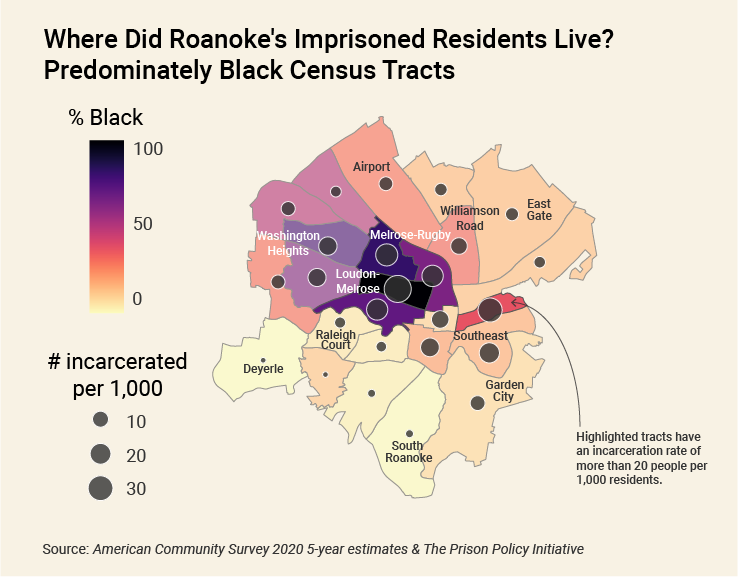 Where Did Roanoke's Imprisoned Residents Live?
Predominately Black Census Tracts
% Black
100
50
0
# incarcerated
per 1,000
10
20
30
Airport
Williamson
Road
East
Gate
Washington
Heights
Melrose-Rugby
Loudon-
Melrose
Raleigh
Court
Southeast
Deyerle
Garden
City
South
Roanoke
Highlighted tracts have
an incarceration rate of
more than 20 people per
1,000 residents.
Source: American Community Survey 2020 5-year estimates & The Prison Policy Initiative